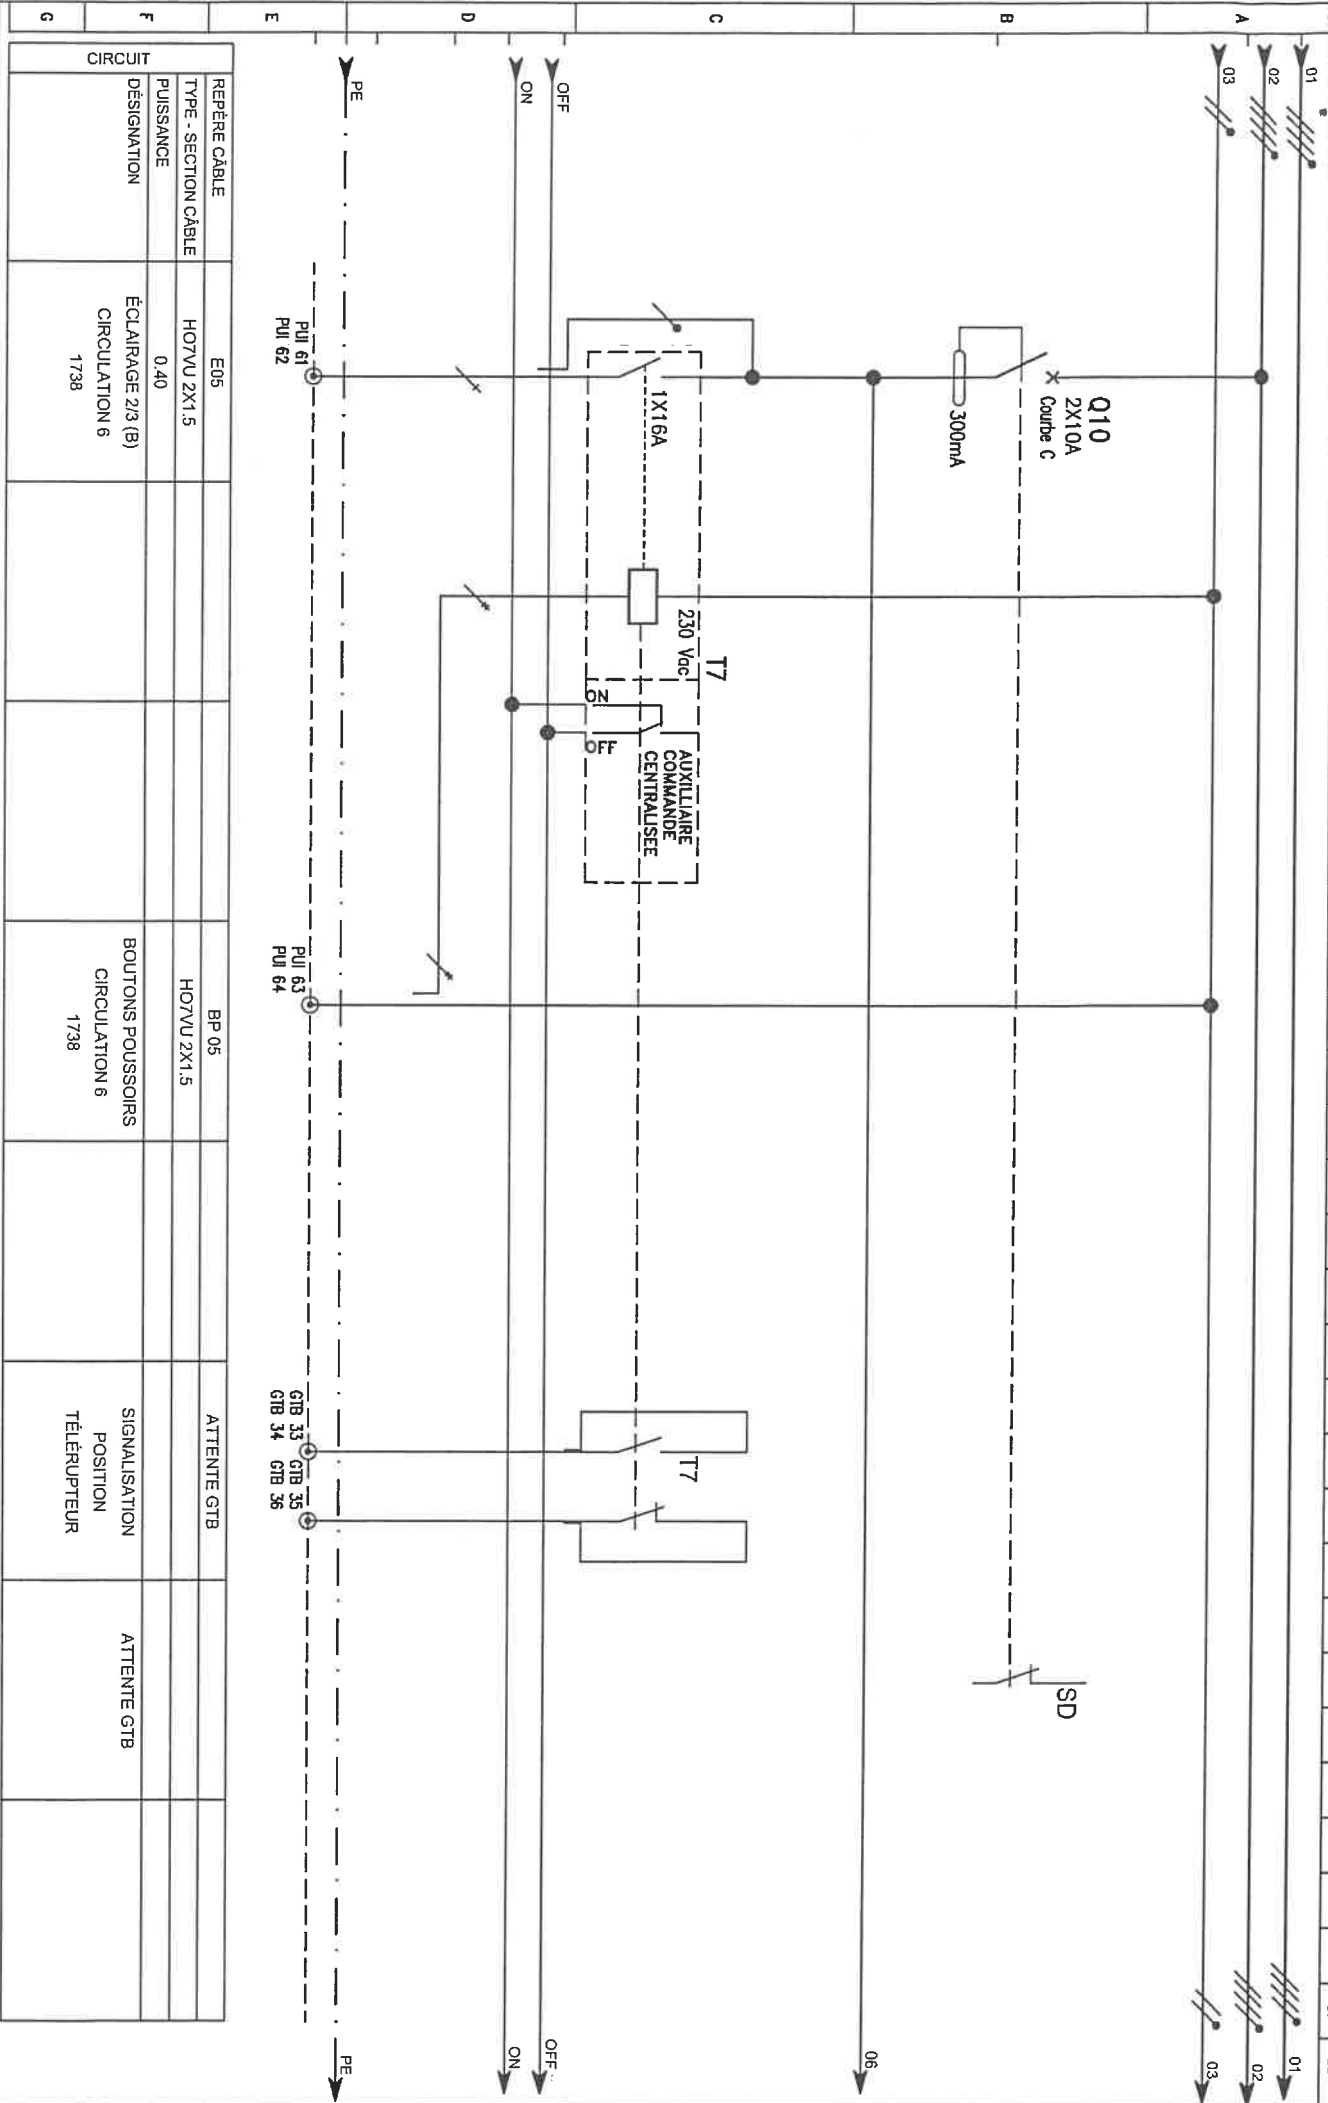 A
B
C
D
E
F
G
01
02
03
Q10
2X10A
Courbe C
300mA
SD
06
01
02
03
T7
230 Vac
1X16A
ON
OFF
AUXILLIAIRE
COMMANDE
CENTRALISEE
T7
OFF
ON
OFF
ON
PE
PE
PUI 61
PUI 62
PUI 63
PUI 64
GTB 33
GTB 34
GTB 35
GTB 36
CIRCUIT
REPÈRE CÂBLE
E05
BP 05
ATTENTE GTB
TYPE - SECTION CÂBLE
HO7VU 2X1.5
HO7VU 2X1.5
PUISSANCE
0.40
DÉSIGNATION
ÉCLAIRAGE 2/3 (B)
CIRCULATION 6
1738
BOUTONS POUSSOIRS
CIRCULATION 6
1738
SIGNALISATION
POSITION
TÉLÉRUPTEUR
ATTENTE GTB